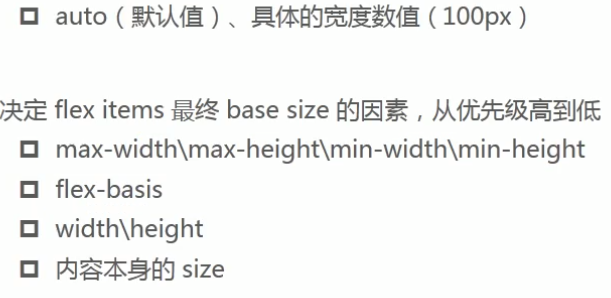 auto（默认值）、具体的宽度数值（100px）
决定 flex items 最终 base size 的因素，从优先级高到低
max-width\max-height\min-width\min-height
flex-basis
width\height
内容本身的 size